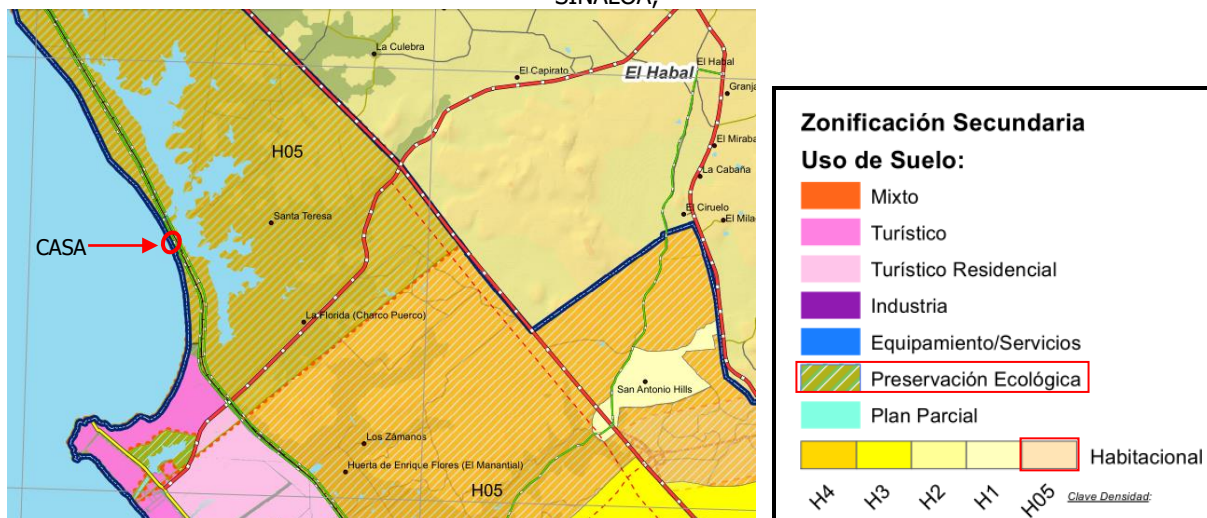 SINALOA,
La Culebra
El Capirato
El Habal
El Habal
Granja
El Miraba
La Cabaña
H05
Santa Teresa
El Ciruelo
El Mila
CASA
La Florida (Charco Puerco)
San Antonio Hills
Los Zámanos
Huerta de Enrique Flores (El Manantial)
H05
Zonificación Secundaria
Uso de Suelo:
Mixto
Turístico
Turístico Residencial
Industria
Equipamiento/Servicios
Preservación Ecológica
Plan Parcial
Habitacional
H4 H3 H2 H1 H05 Clave Densidad: